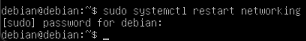 debian@debian:~$ sudo systemctl restart networking
[sudo] password for debian:
debian@debian:~$ _